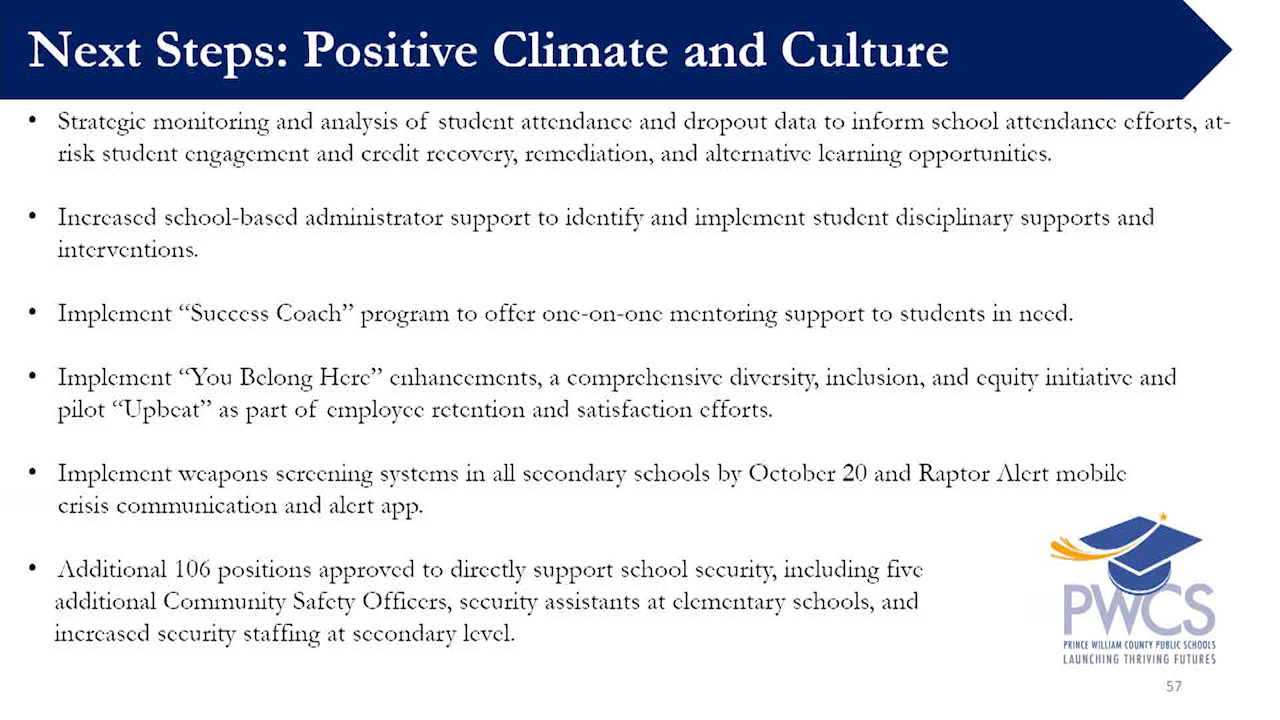 Next Steps: Positive Climate and Culture
• Strategic monitoring and analysis of student attendance and dropout data to inform school attendance efforts, at-
risk student engagement and credit recovery, remediation, and alternative learning opportunities.
• Increased school-based administrator support to identify and implement student disciplinary supports and
interventions.
• Implement “Success Coach” program to offer one-on-one mentoring support to students in need.
• Implement “You Belong Here” enhancements, a comprehensive diversity, inclusion, and equity initiative and
pilot “Upbeat” as part of employee retention and satisfaction efforts.
• Implement weapons screening systems in all secondary schools by October 20 and Raptor Alert mobile
crisis communication and alert app.
• Additional 106 positions approved to directly support school security, including five
additional Community Safety Officers, security assistants at elementary schools, and
increased security staffing at secondary level.
PWCS
PRINCE WILLIAM COUNTY PUBLIC SCHOOLS
LAUNCHING THRIVING FUTURES
57